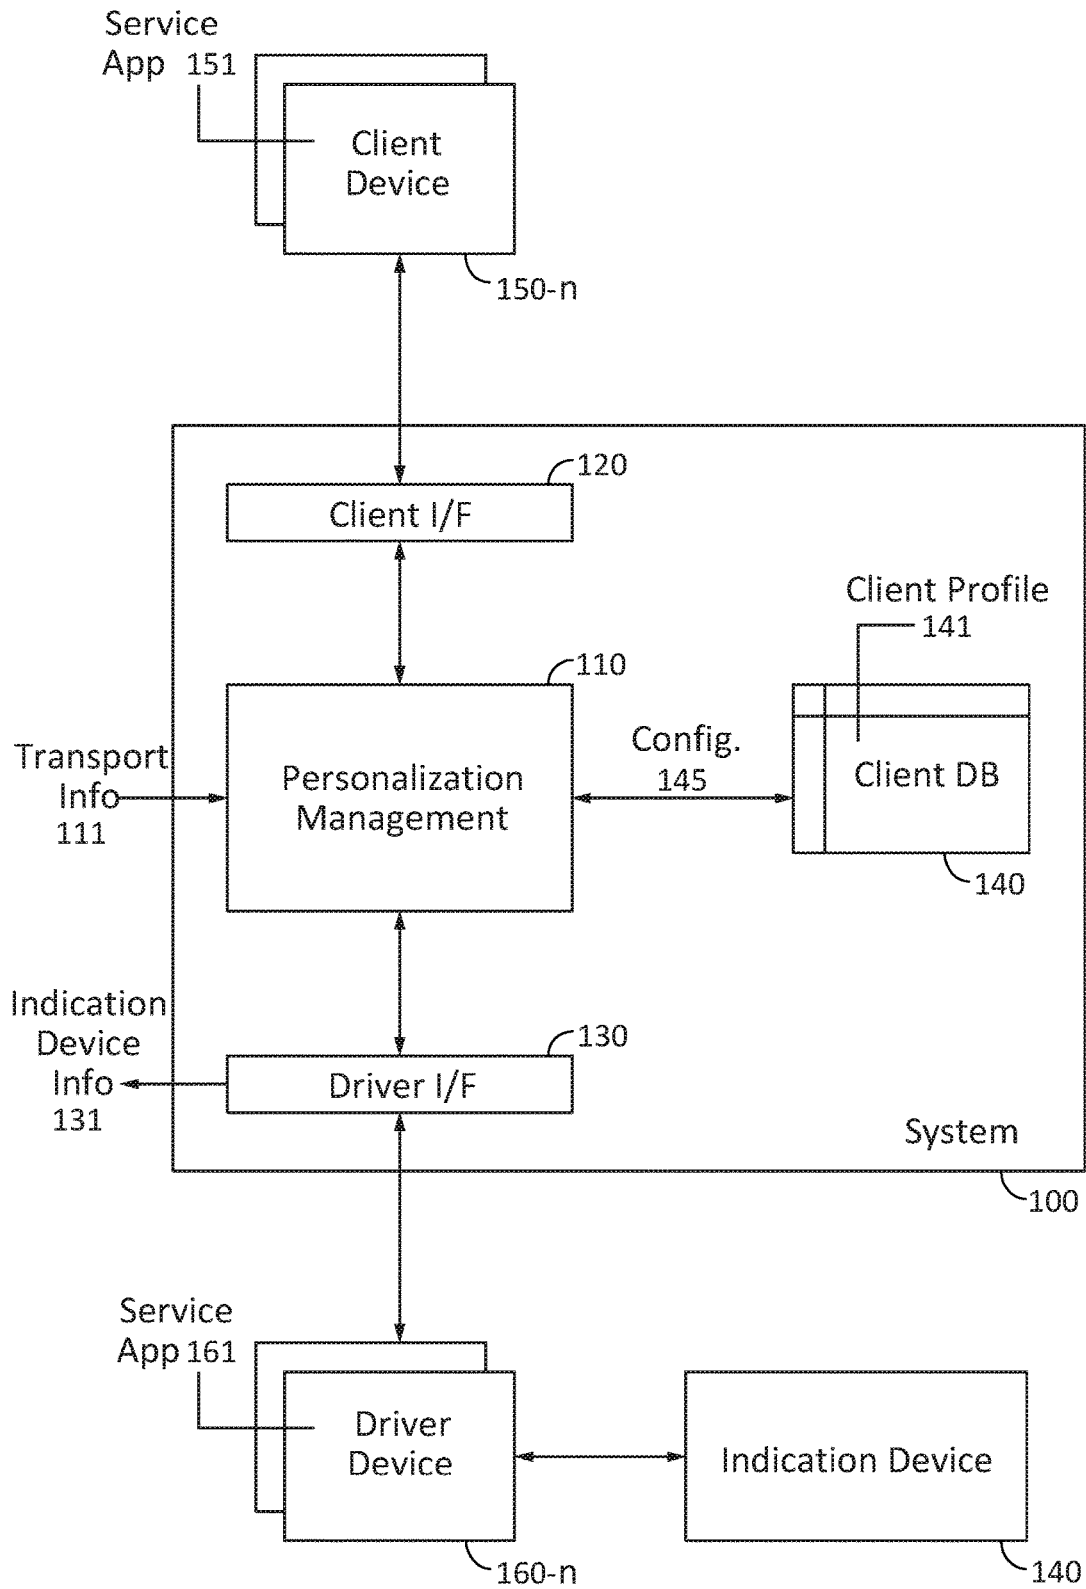 Service
App 151
Client
Device
150-n
120
Client I/F
Client Profile
141
110
Transport
Info
111
Personalization
Management
Config.
145
Client DB
140
Indication
Device
Info
131
130
Driver I/F
System
100
Service
App 161
Driver
Device
Indication Device
160-n
140